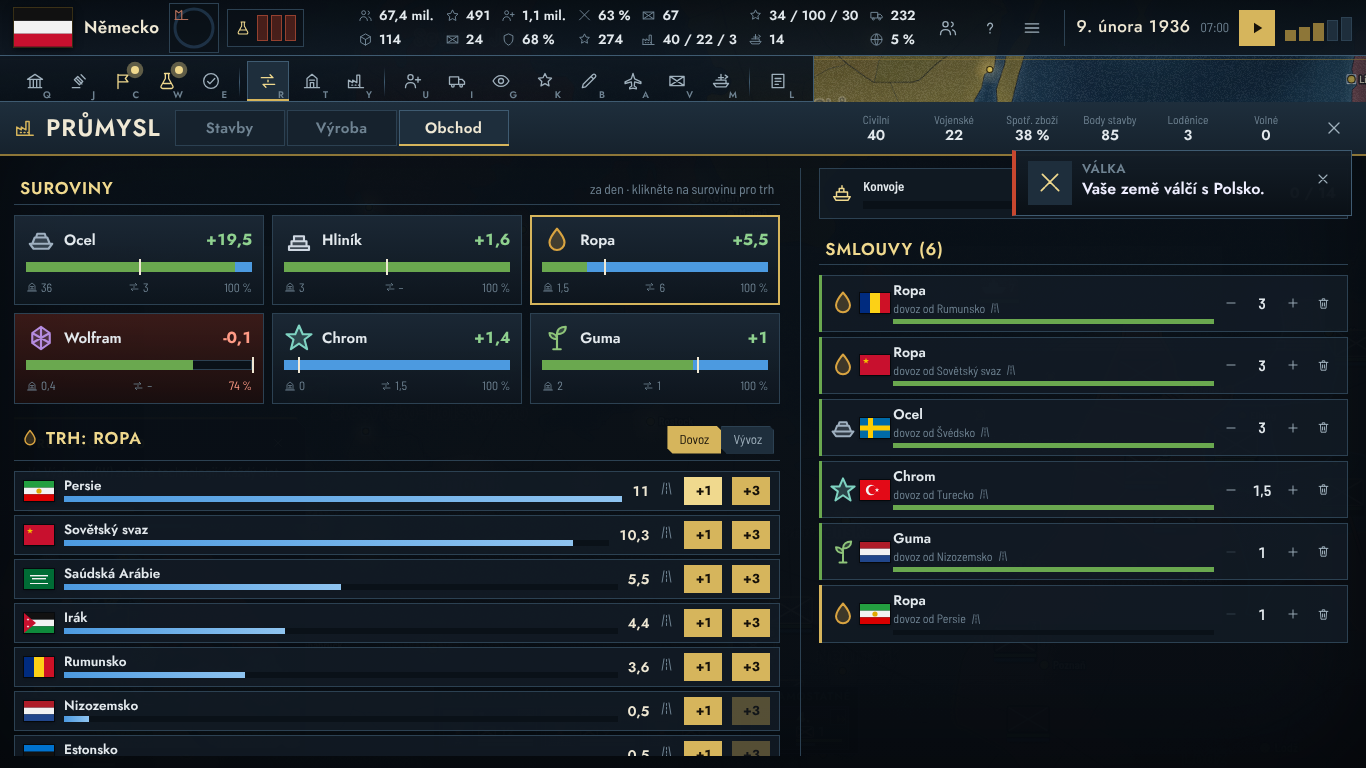 Německo
67,4 mil.
491
1,1 mil.
63 %
67
34 / 100 / 30
232
114
24
68 %
274
40 / 22 / 3
14
5 %
9. února 1936
07:00
Q
J
C
W
E
R
T
Y
U
I
G
K
B
A
V
M
L
PRŮMYSL
Stavby
Výroba
Obchod
Civilní
40
Vojenské
22
Spotř. zboží
38 %
Body stavby
85
Loděnice
3
Volné
0
SUROVINY
za den · klikněte na surovinu pro trh
Ocel
+19,5
36
3
100 %
Hliník
+1,6
3
–
100 %
Ropa
+5,5
1,5
6
100 %
Wolfram
-0,1
0,4
–
74 %
Chrom
+1,4
0
1,5
100 %
Guma
+1
2
1
100 %
TRH: ROPA
Dovoz
Vývoz
Persie
11
+1
+3
Sovětský svaz
10,3
+1
+3
Saúdská Arábie
5,5
+1
+3
Irák
4,4
+1
+3
Rumunsko
3,6
+1
+3
Nizozemsko
0,5
+1
+3
Estonsko
0,5
+1
+3
Konvoje
VÁLKA
Vaše země válčí s Polsko.
SMLOUVY (6)
Ropa
dovoz od Rumunsko
− 3 +
Ropa
dovoz od Sovětský svaz
− 3 +
Ocel
dovoz od Švédsko
− 3 +
Chrom
dovoz od Turecko
− 1,5 +
Guma
dovoz od Nizozemsko
− 1 +
Ropa
dovoz od Persie
− 1 +